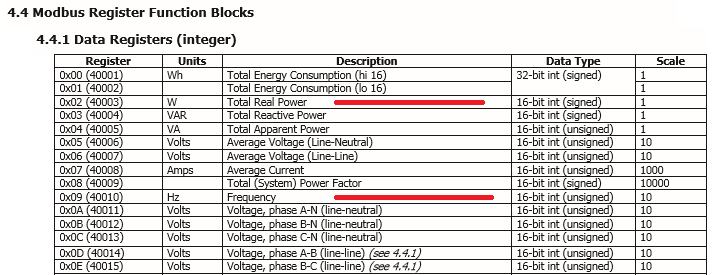 4.4 Modbus Register Function Blocks
4.4.1 Data Registers (integer)
Register Units Description Data Type Scale
0x00 (40001) Wh Total Energy Consumption (hi 16) 32-bit int (signed) 1
0x01 (40002) Total Energy Consumption (lo 16) 1
0x02 (40003) W Total Real Power 16-bit int (signed) 1
0x03 (40004) VAR Total Reactive Power 16-bit int (signed) 1
0x04 (40005) VA Total Apparent Power 16-bit int (unsigned) 1
0x05 (40006) Volts Average Voltage (Line-Neutral) 16-bit int (unsigned) 10
0x06 (40007) Volts Average Voltage (Line-Line) 16-bit int (unsigned) 10
0x07 (40008) Amps Average Current 16-bit int (unsigned) 1000
0x08 (40009) Total (System) Power Factor 16-bit int (signed) 10000
0x09 (40010) Hz Frequency 16-bit int (unsigned) 10
0x0A (40011) Volts Voltage, phase A-N (line-neutral) 16-bit int (unsigned) 10
0x0B (40012) Volts Voltage, phase B-N (line-neutral) 16-bit int (unsigned) 10
0x0C (40013) Volts Voltage, phase C-N (line-neutral) 16-bit int (unsigned) 10
0x0D (40014) Volts Voltage, phase A-B (line-line) (see 4.4.1) 16-bit int (unsigned) 10
0x0E (40015) Volts Voltage, phase B-C (line-line) (see 4.4.1) 16-bit int (unsigned) 10